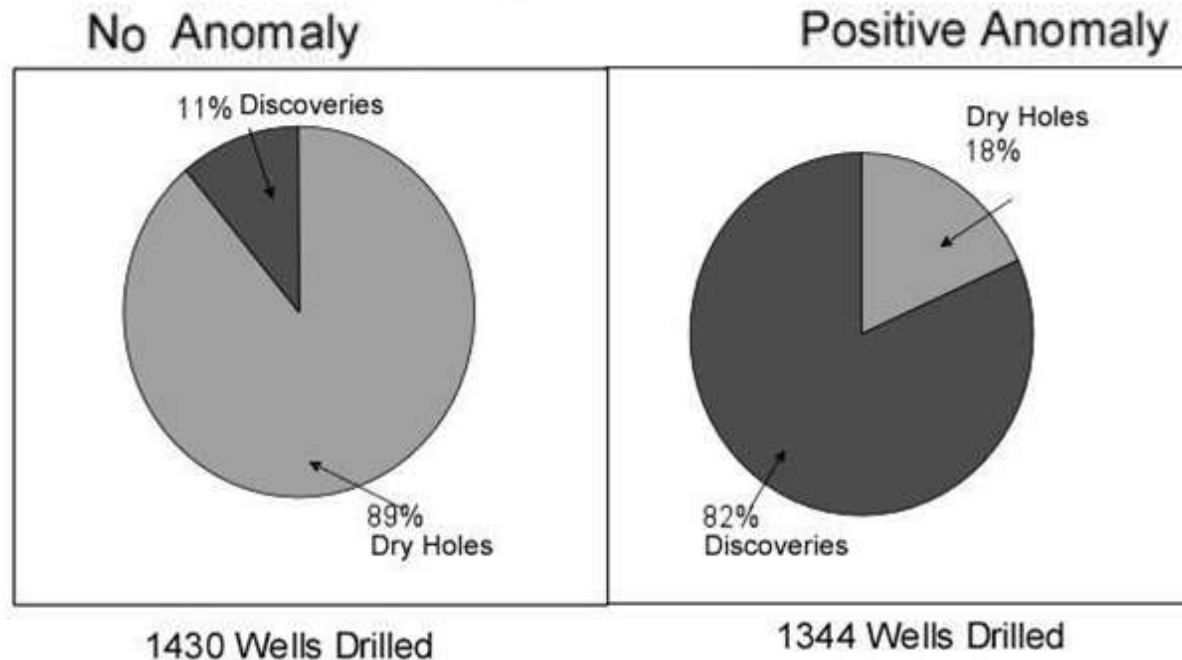 No Anomaly
11% Discoveries
89%
Dry Holes
1430 Wells Drilled
Positive Anomaly
Dry Holes
18%
82%
Discoveries
1344 Wells Drilled